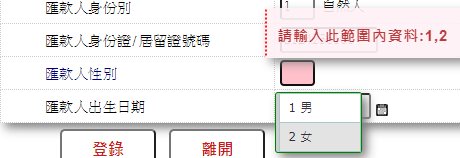 匯款人身份別 1 自然人
請輸入此範圍內資料:1,2
匯款人身份證/居留證號碼
匯款人性別
匯款人出生日期
1 男
2 女
登錄 離開